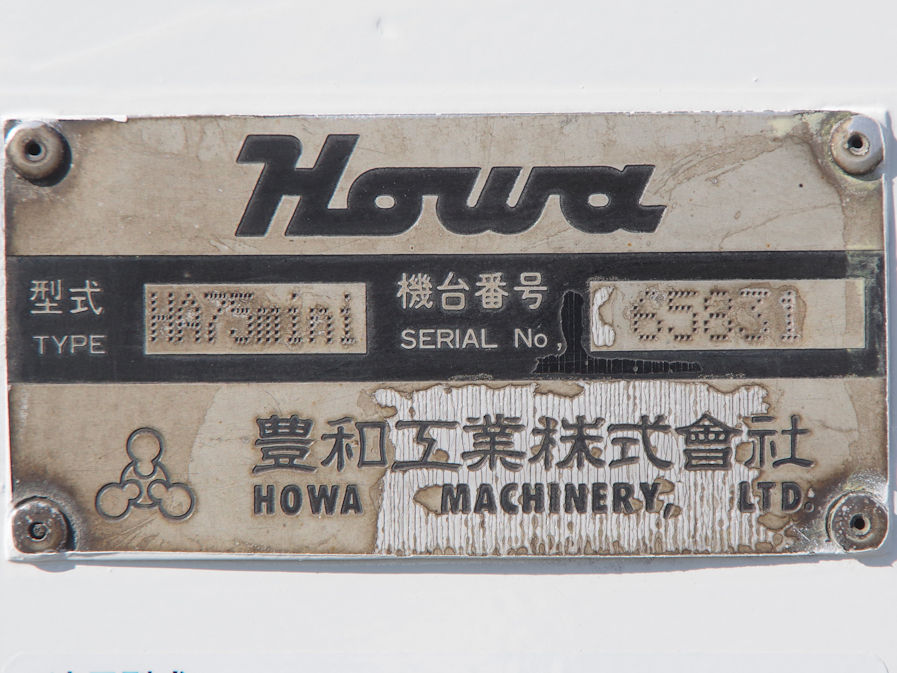 Howa
型式 HA75mini 機台番号
TYPE SERIAL No,
豊和工業株式會社
HOWA MACHINERY, LTD.